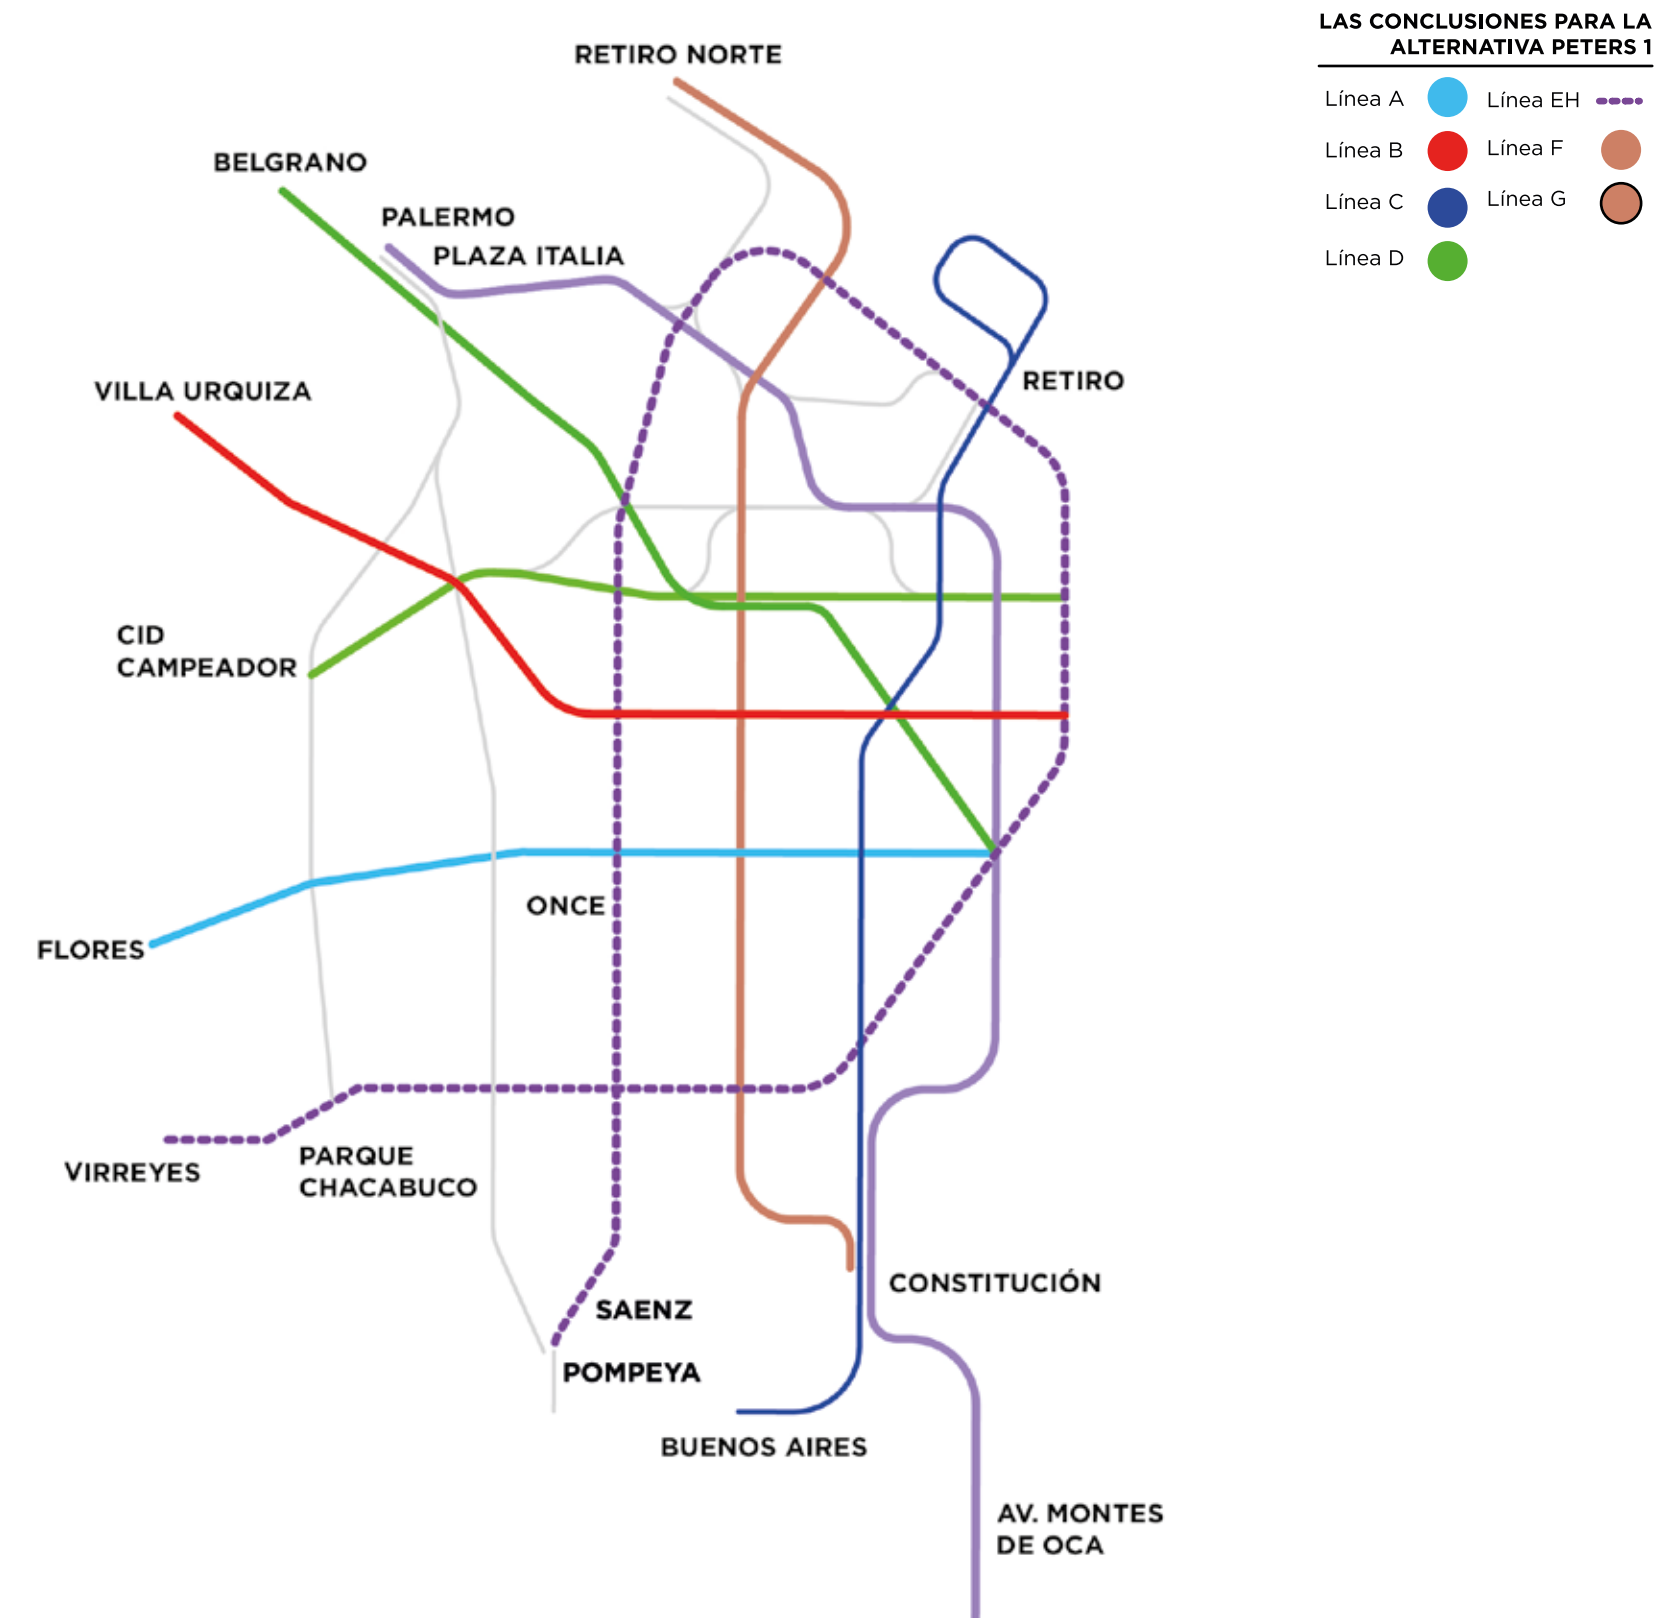 LAS CONCLUSIONES PARA LA
ALTERNATIVA PETERS 1
Línea A
Línea EH
Línea B
Línea F
Línea C
Línea G
Línea D
RETIRO NORTE
BELGRANO
PALERMO
PLAZA ITALIA
RETIRO
VILLA URQUIZA
CID
CAMPEADOR
ONCE
FLORES
PARQUE
CHACABUCO
VIRREYES
CONSTITUCIÓN
SAENZ
POMPEYA
BUENOS AIRES
AV. MONTES
DE OCA